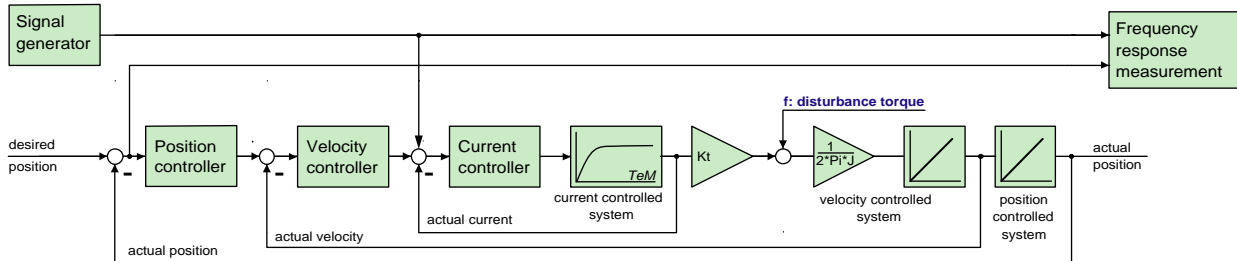 Signal
generator
Frequency
response
measurement
f: disturbance torque
desired
position
-
Position
controller
-
Velocity
controller
-
Current
controller
TeM
current controlled
system
Kt
1
2*Pi*J
velocity controlled
system
position
controlled
system
actual
position
actual current
actual velocity
actual position